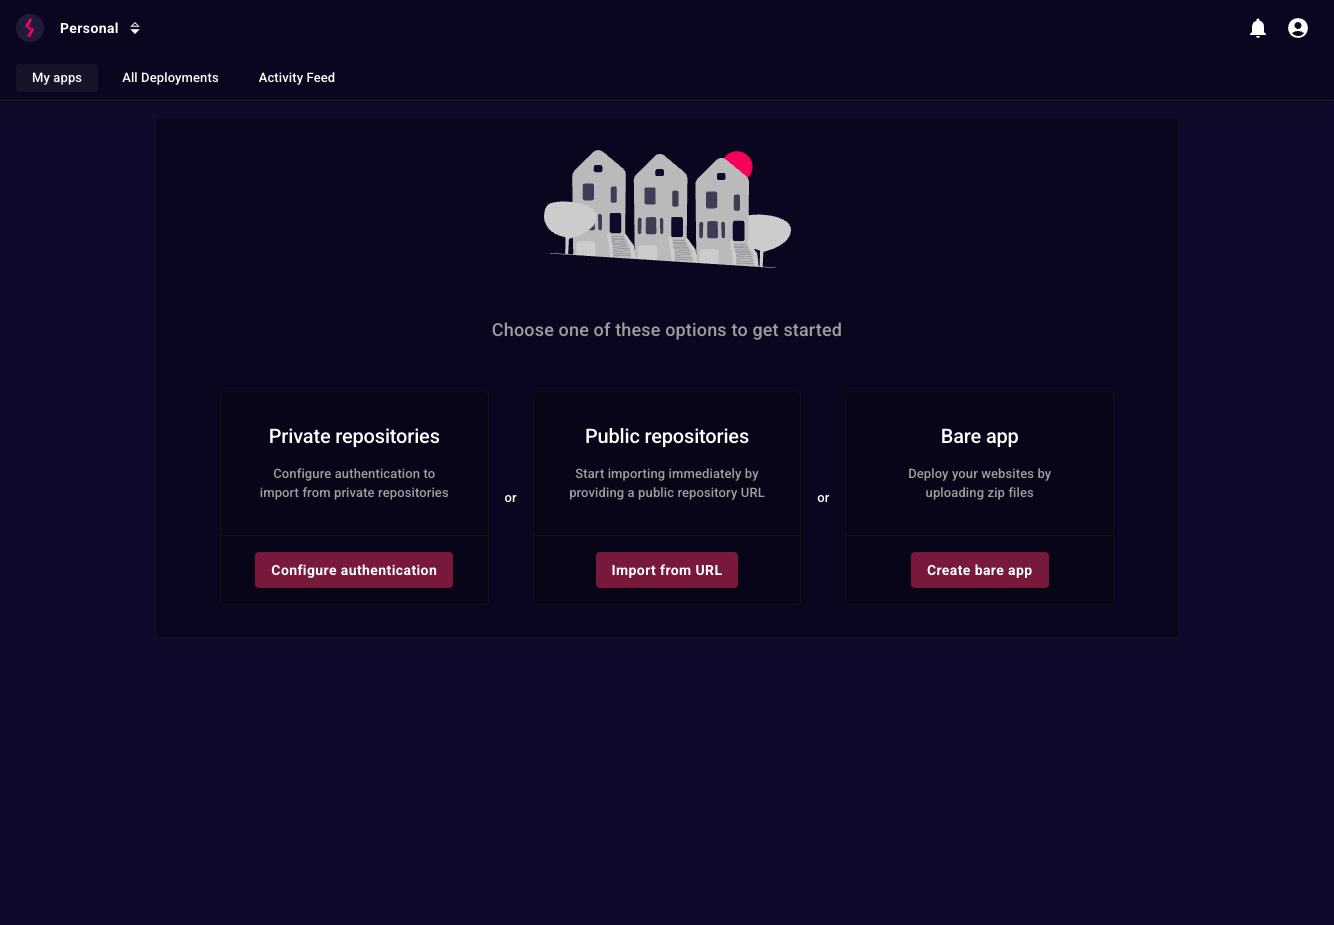 Personal
My apps
All Deployments
Activity Feed
Choose one of these options to get started
Private repositories
Configure authentication to
import from private repositories
Configure authentication
or
Public repositories
Start importing immediately by
providing a public repository URL
Import from URL
or
Bare app
Deploy your websites by
uploading zip files
Create bare app